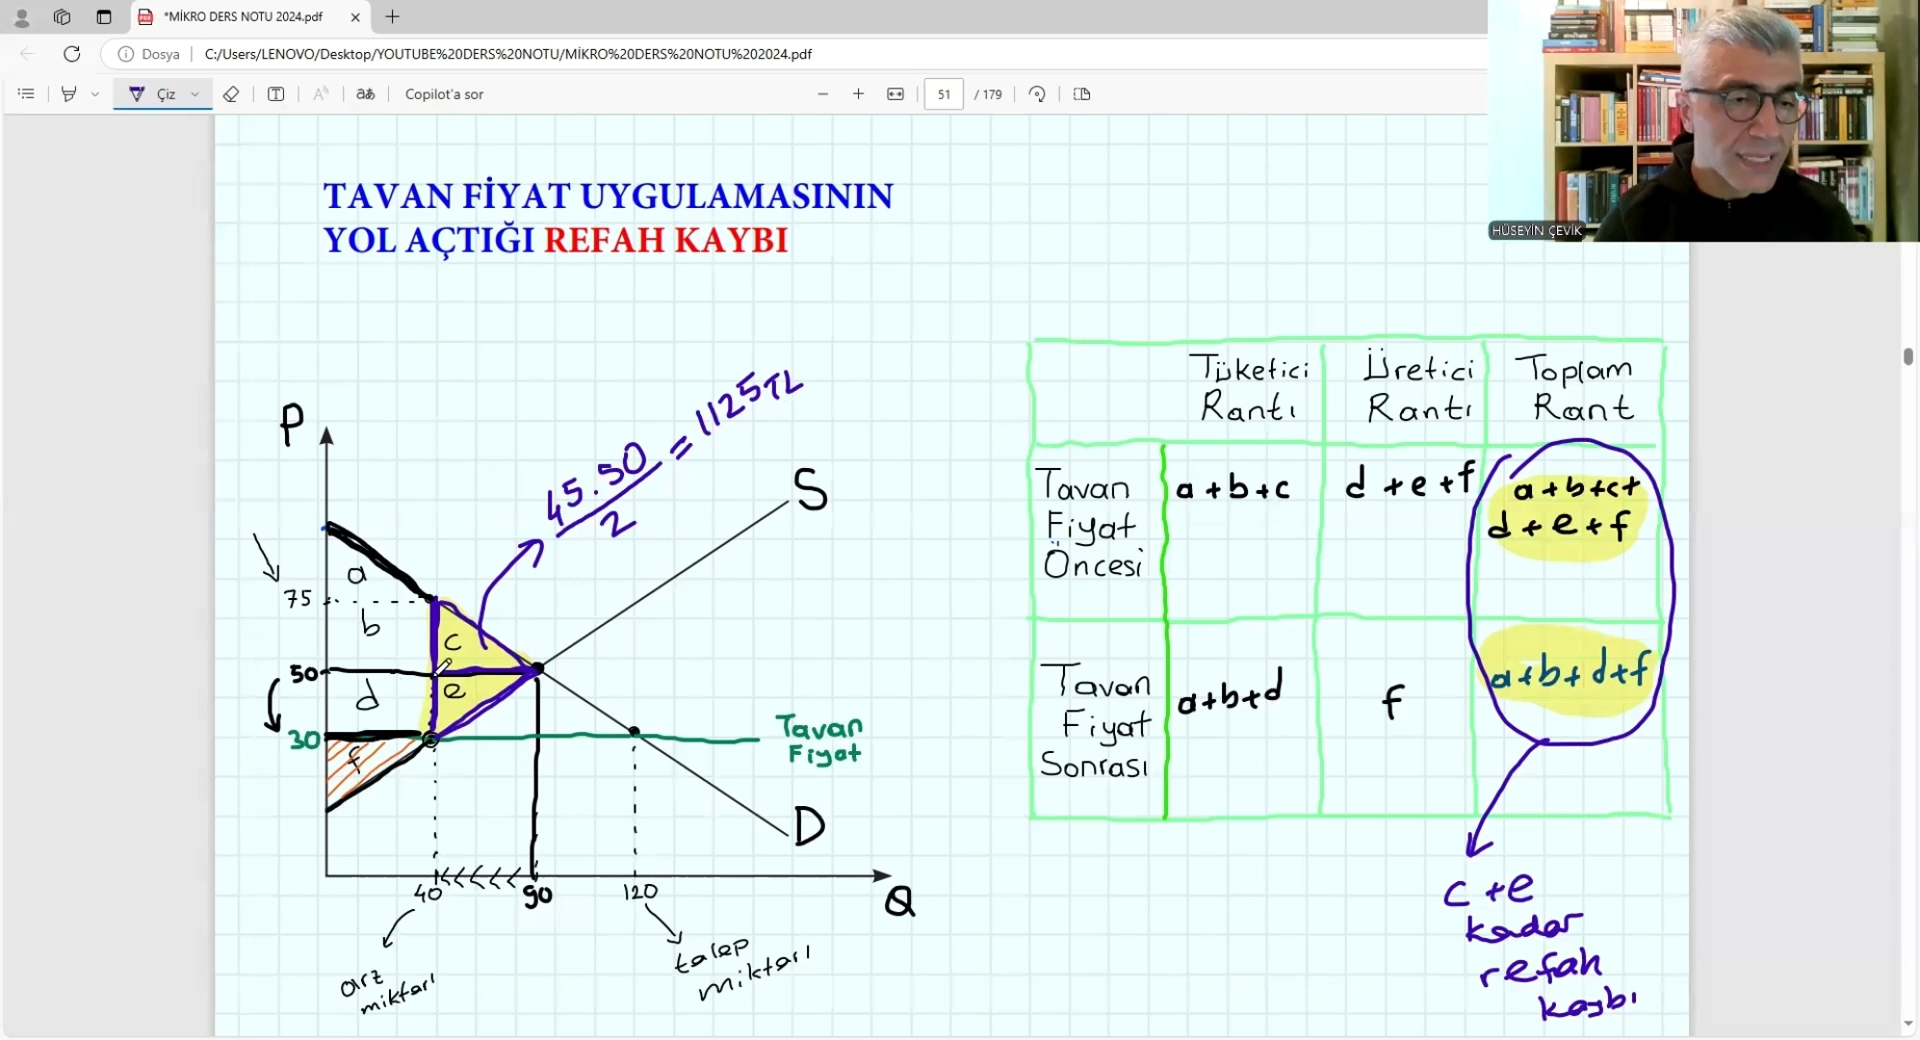 *MİKRO DERS NOTU 2024.pdf
Dosya
C:/Users/LENOVO/Desktop/YOUTUBE%20DERS%20NOTU/MİKRO%20DERS%20NOTU%202024.pdf
Çiz
Copilot'a sor
51 / 179
HÜSEYİN ÇEVİK
TAVAN FİYAT UYGULAMASININ
YOL AÇTIĞI REFAH KAYBI
P
45.50
2
= 1125TL
S
a
75
b
c
50
d
e
30
f
Tavan
Fiyat
D
40
<<<<<
90
120
Q
arz
miktarı
talep
miktarı
Tüketici
Rantı
Üretici
Rantı
Toplam
Rant
Tavan
Fiyat
Öncesi
a+b+c
d+e+f
a+b+c+
d+e+f
Tavan
Fiyat
Sonrası
a+b+d
f
a+b+d+f
c+e
kadar
refah
kaybı